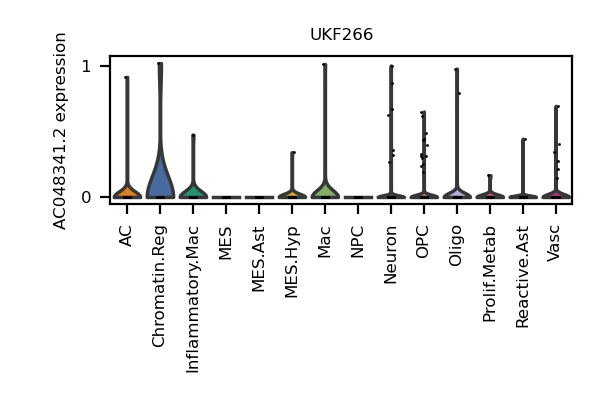 UKF266
AC048341.2 expression
1
0
AC
Chromatin.Reg
Inflammatory.Mac
MES
MES.Ast
MES.Hyp
Mac
NPC
Neuron
OPC
Oligo
Prolif.Metab
Reactive.Ast
Vasc